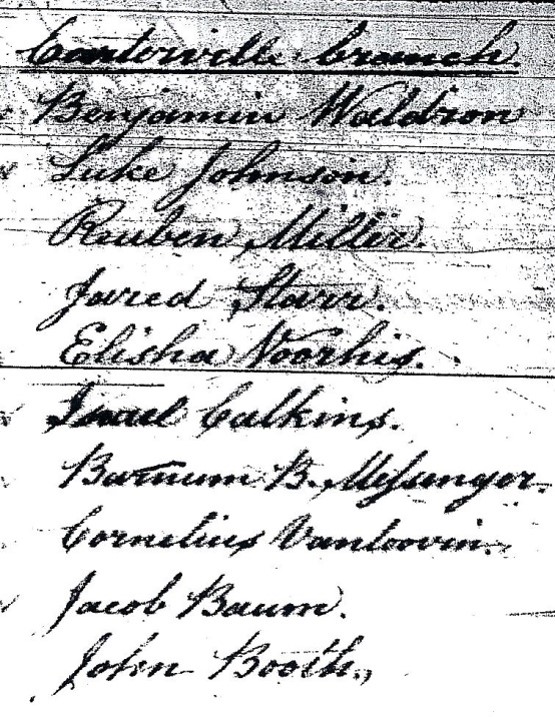 Centerville branch.
Benjamin Waldron
Luke Johnson.
Reuben Miller.
Jared Starr.
Elisha Voorhis.
Israel Calkins.
Barnum B. Messenger.
Cornelius Vanloovin.
Jacob Baum.
John Booth.